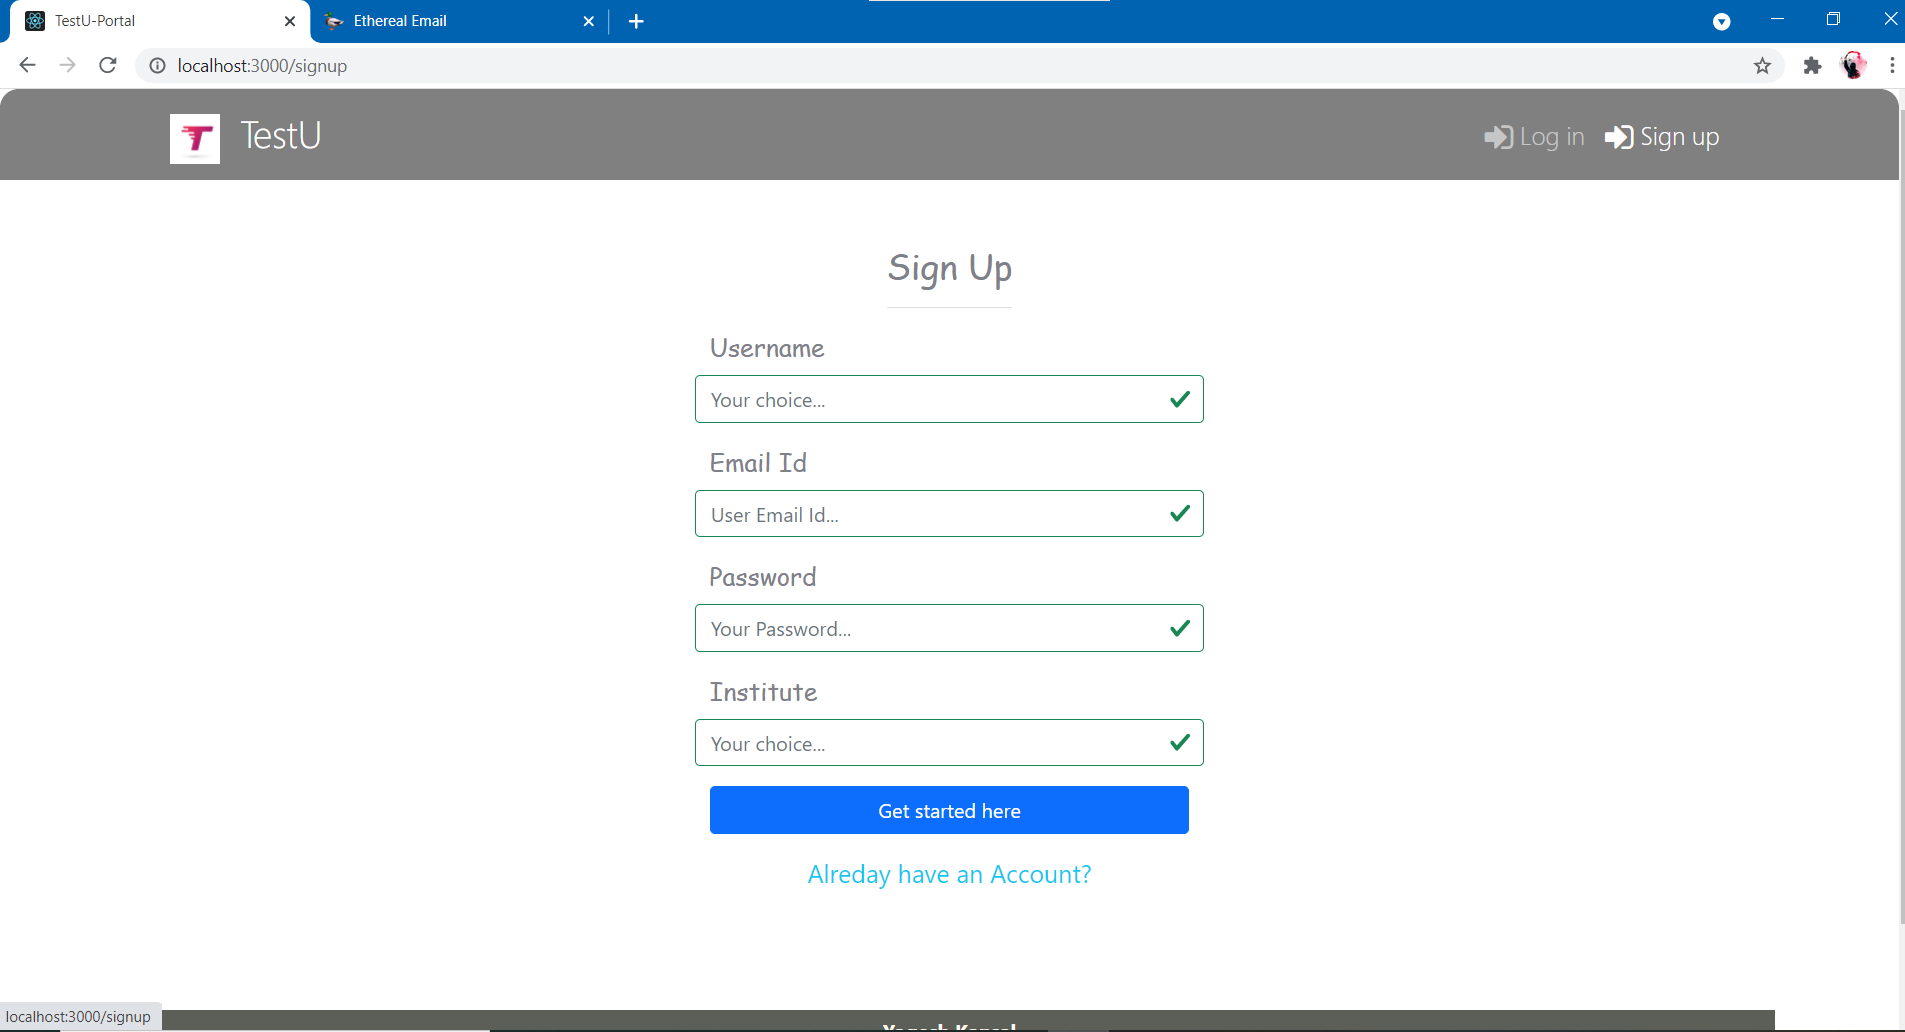 TestU-Portal
Ethereal Email
localhost:3000/signup
T TestU
Log in
Sign up
Sign Up
Username
Your choice...
Email Id
User Email Id...
Password
Your Password...
Institute
Your choice...
Get started here
Alreday have an Account?
localhost:3000/signup